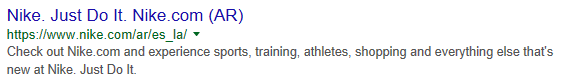 Nike. Just Do It. Nike.com (AR)
https://www.nike.com/ar/es_la/
Check out Nike.com and experience sports, training, athletes, shopping and everything else that's
new at Nike. Just Do It.